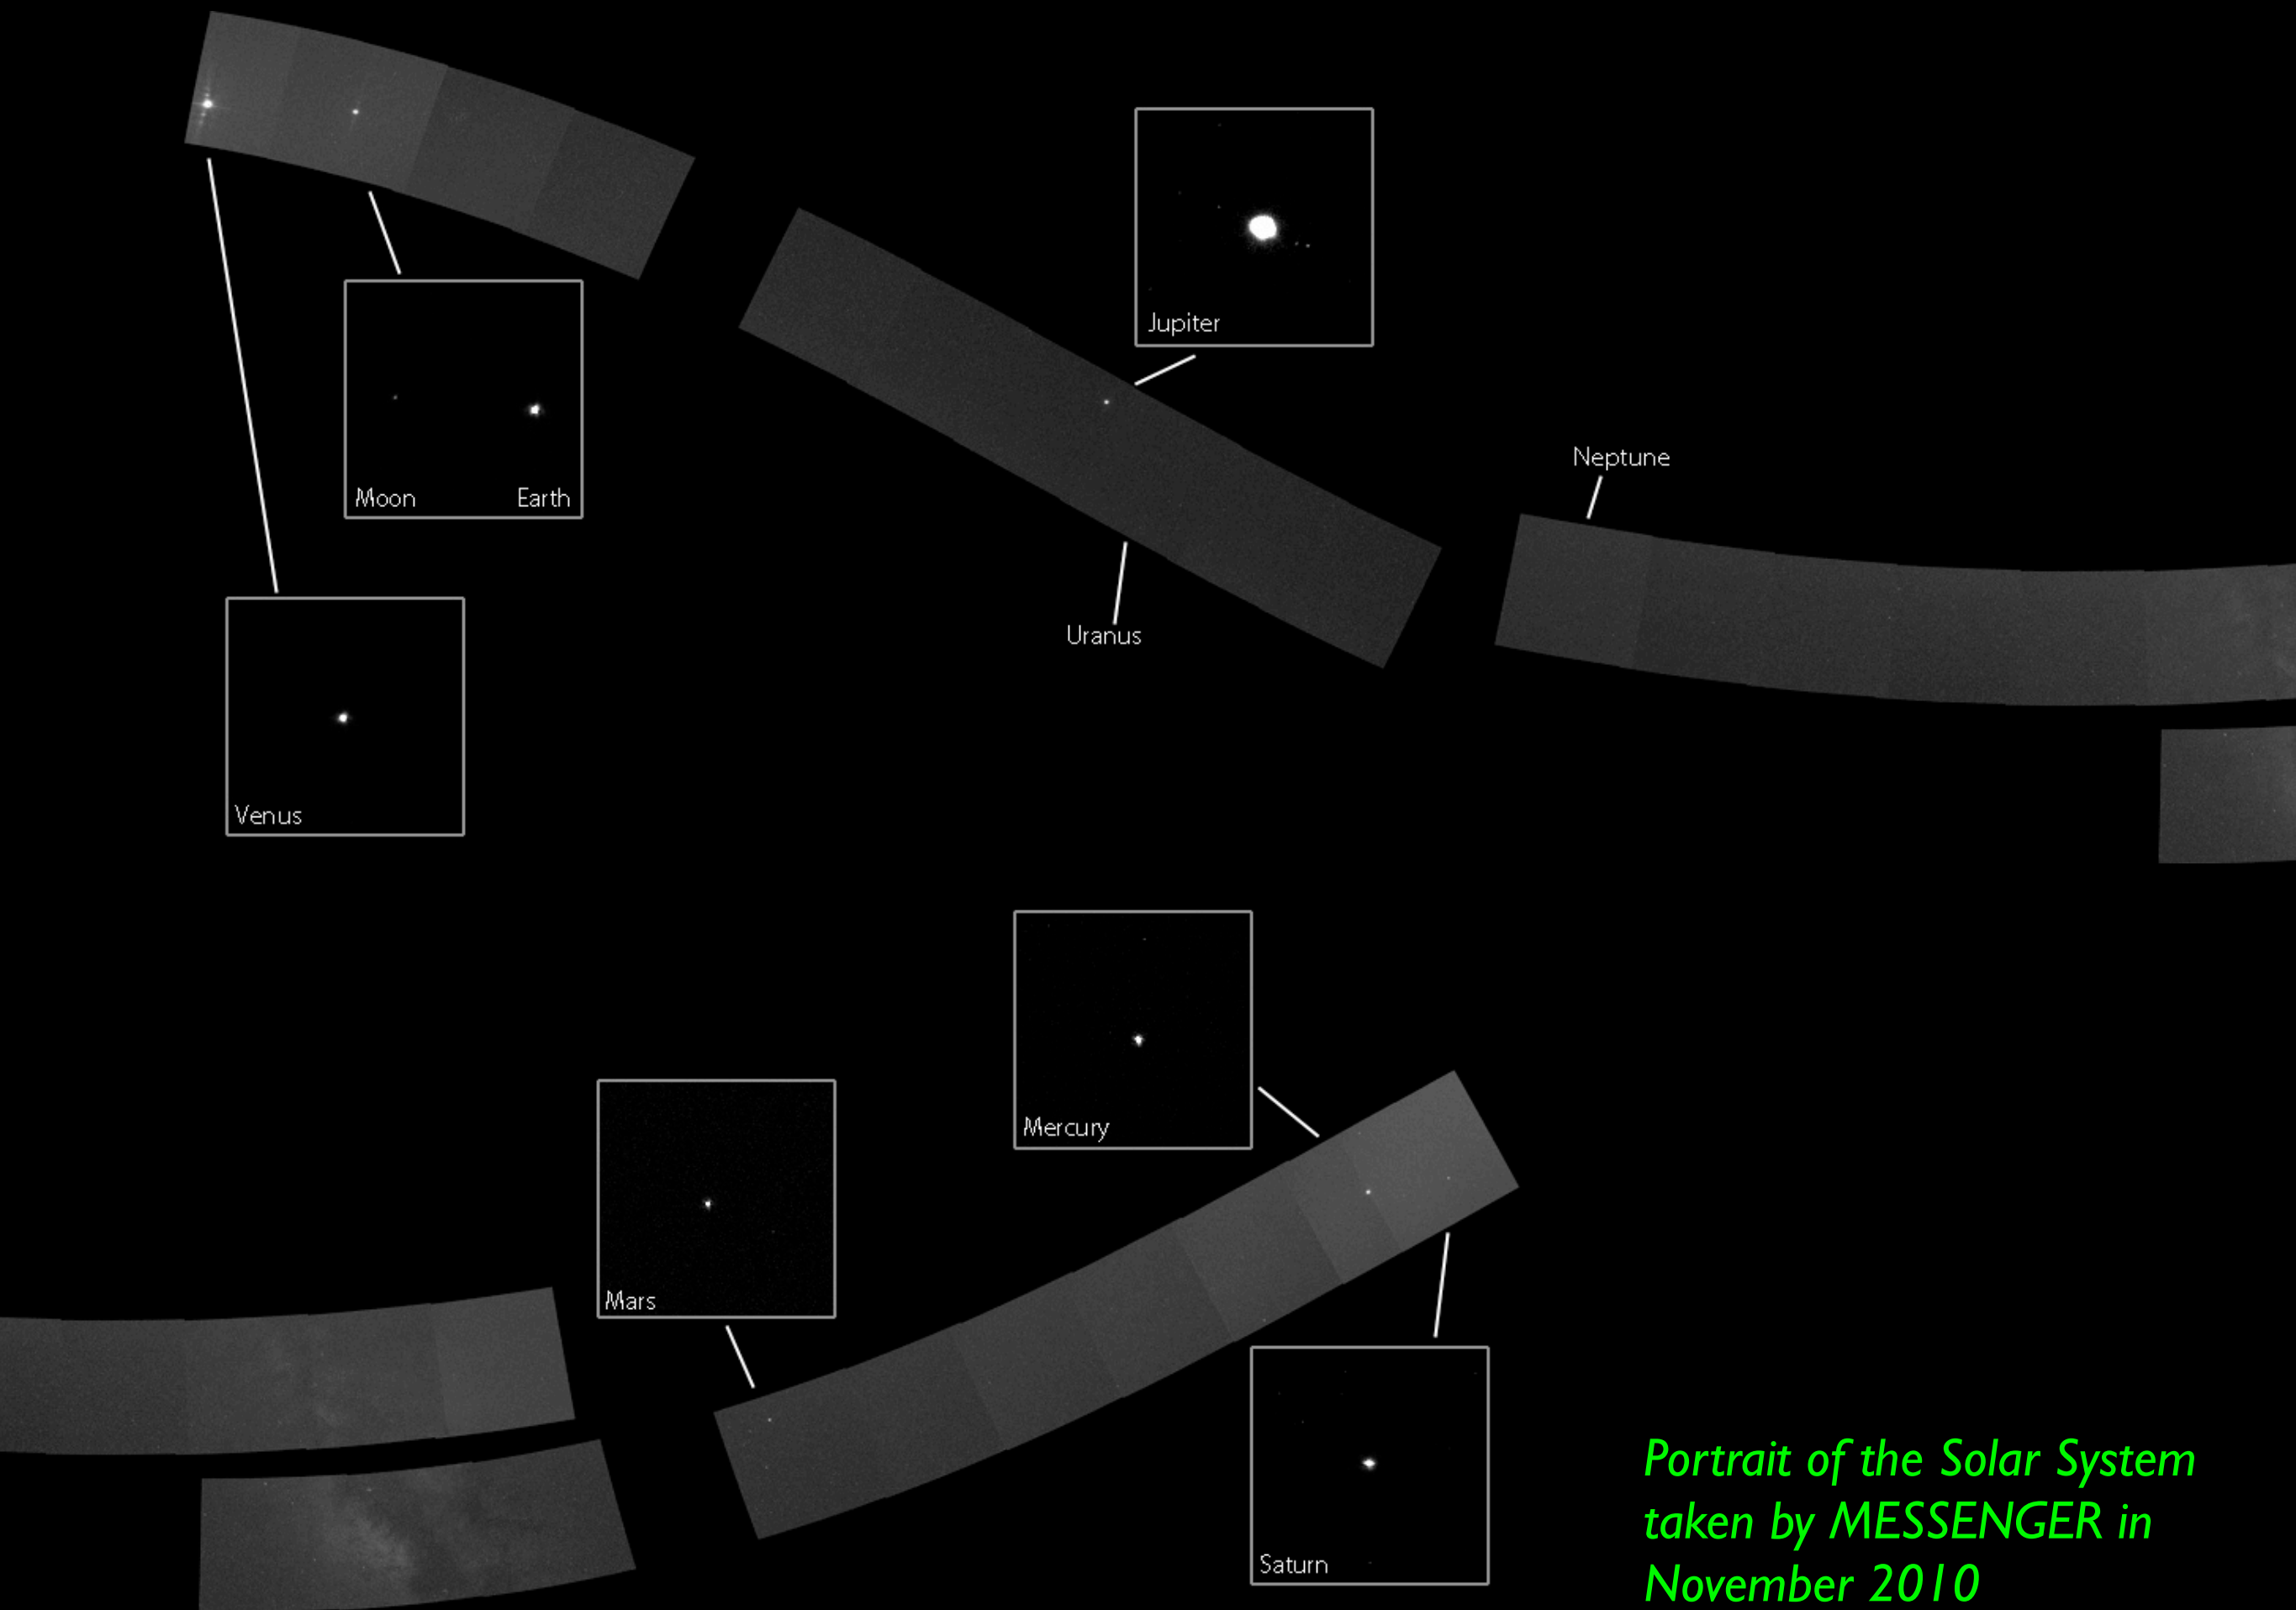 Jupiter
Neptune
Moon
Earth
Uranus
Venus
Mercury
Mars
Saturn
Portrait of the Solar System
taken by MESSENGER in
November 2010